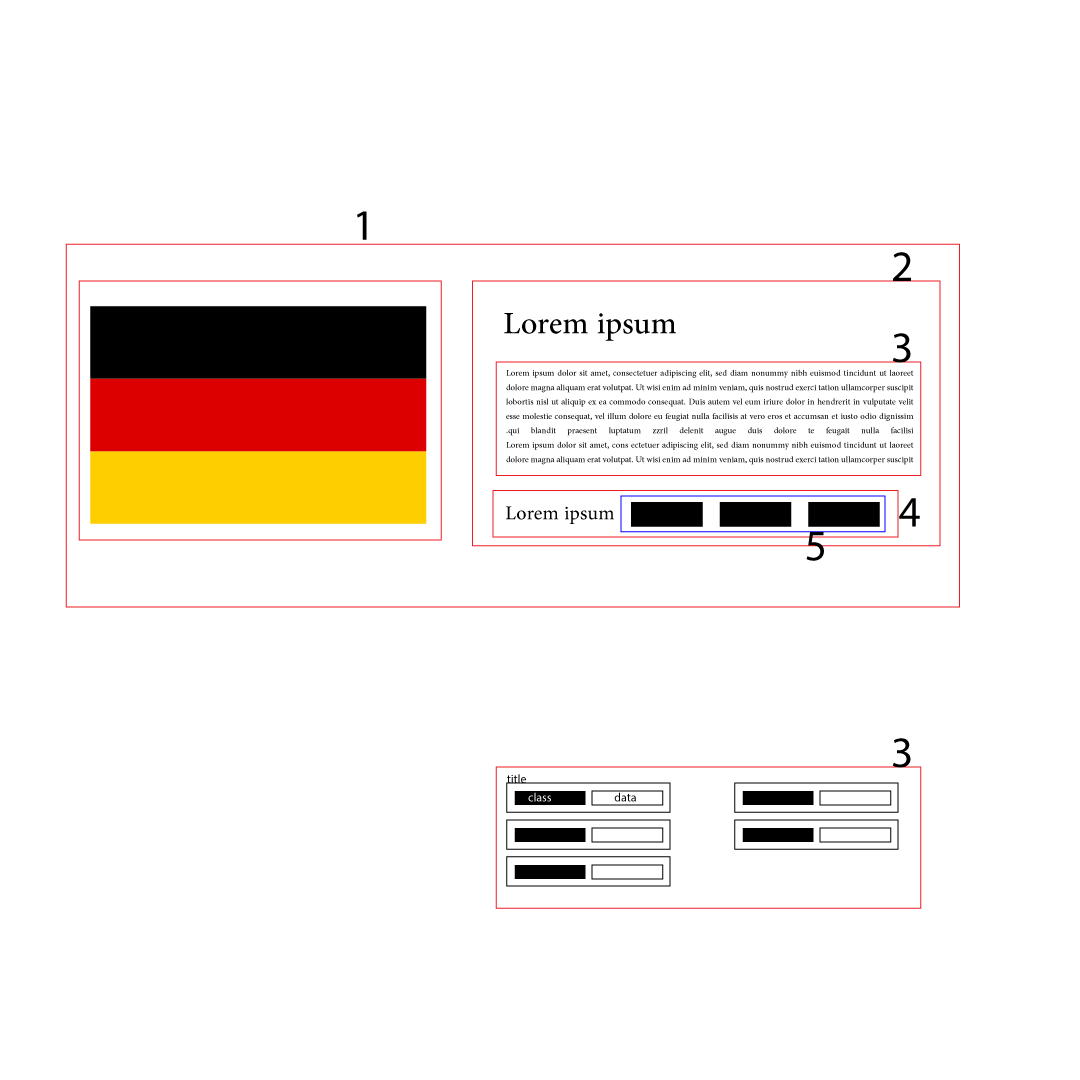 1
2
Lorem ipsum
3
Lorem ipsum dolor sit amet, consectetuer adipiscing elit, sed diam nonummy nibh euismod tincidunt ut laoreet
dolore magna aliquam erat volutpat. Ut wisi enim ad minim veniam, quis nostrud exerci tation ullamcorper suscipit
lobortis nisl ut aliquip ex ea commodo consequat. Duis autem vel eum iriure dolor in hendrerit in vulputate velit
esse molestie consequat, vel illum dolore eu feugiat nulla facilisis at vero eros et accumsan et iusto odio dignissim
.qui blandit praesent luptatum zzril delenit augue duis dolore te feugait nulla facilisi
Lorem ipsum dolor sit amet, cons ectetuer adipiscing elit, sed diam nonummy nibh euismod tincidunt ut laoreet
dolore magna aliquam erat volutpat. Ut wisi enim ad minim veniam, quis nostrud exerci tation ullamcorper suscipit
Lorem ipsum
4
5
3
title
class data